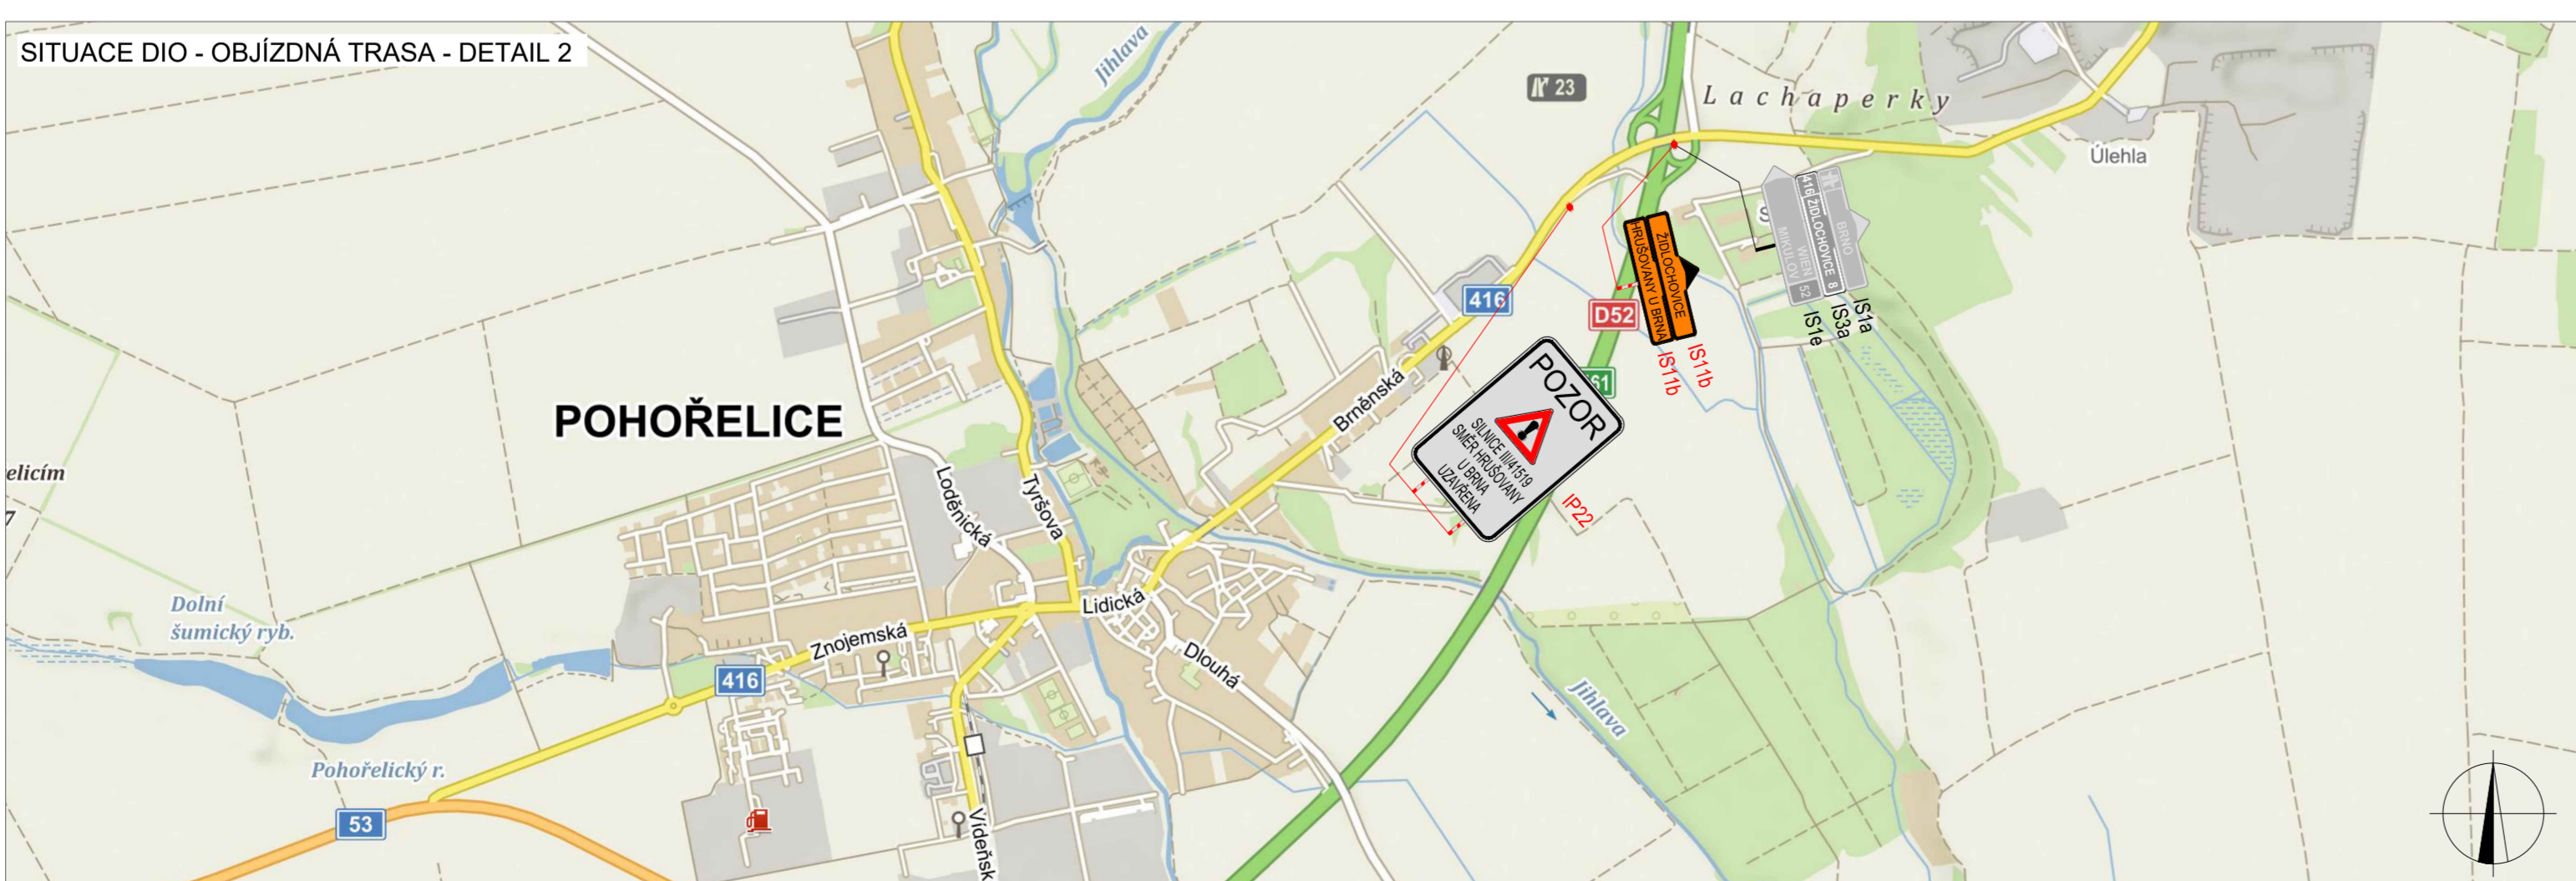 SITUACE DIO - OBJÍZDNÁ TRASA - DETAIL 2
Jihlava
23
Lachaperky
Úlehla
BRNO
416 ŽIDLOCHOVICE 8
WIEN
MIKULOV 52
IS1a
IS3a
IS1e
ŽIDLOCHOVICE
HRUŠOVANY U BRNA
IS11b
IS11b
416
D52
61
POZOR
SILNICE III/41519
SMĚR HRUŠOVANY
U BRNA
UZAVŘENA
IP22
Brněnská
POHOŘELICE
elicím
7
Loděnická
Tyršova
Dolní
šumický ryb.
Lidická
Znojemská
Dlouhá
416
Jihlava
Pohořelický r.
53
Vídeňsk